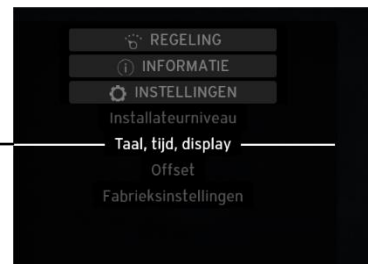 REGELING
INFORMATIE
INSTELLINGEN
Installateurniveau
Taal, tijd, display
Offset
Fabrieksinstellingen